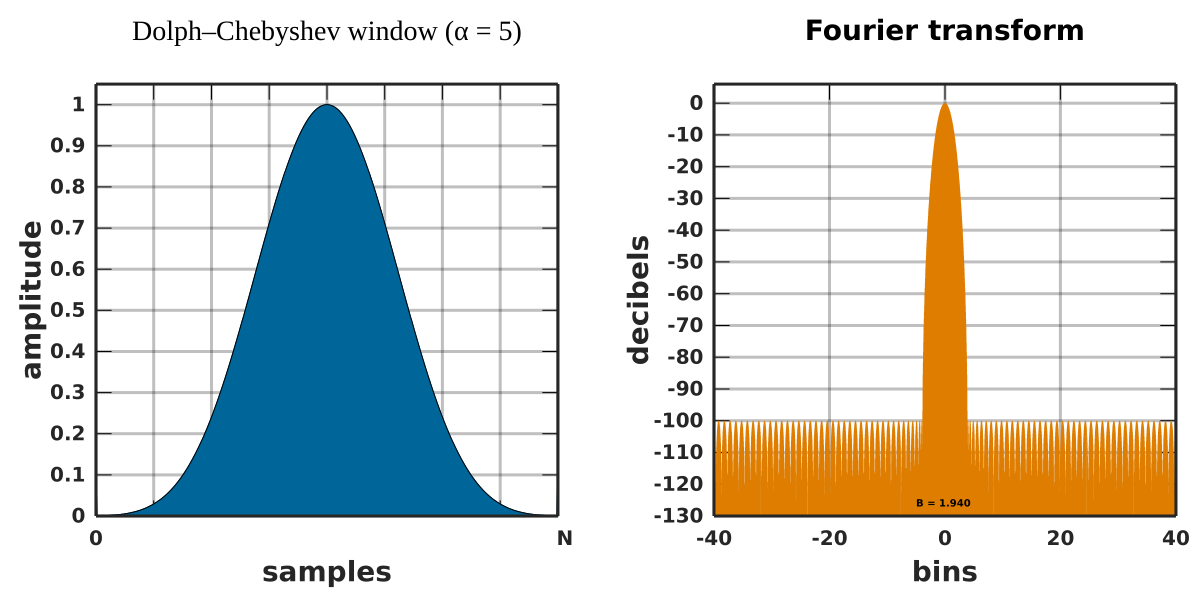 Dolph–Chebyshev window (α = 5)
amplitude
1
0.9
0.8
0.7
0.6
0.5
0.4
0.3
0.2
0.1
0
0 N
samples
Fourier transform
decibels
0
-10
-20
-30
-40
-50
-60
-70
-80
-90
-100
-110
-120
-130
B = 1.940
-40 -20 0 20 40
bins